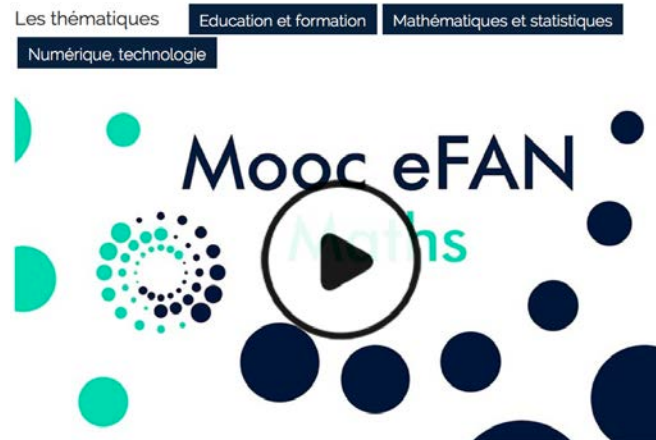 Les thématiques Education et formation Mathématiques et statistiques
Numérique, technologie
Mooc eFAN
Maths